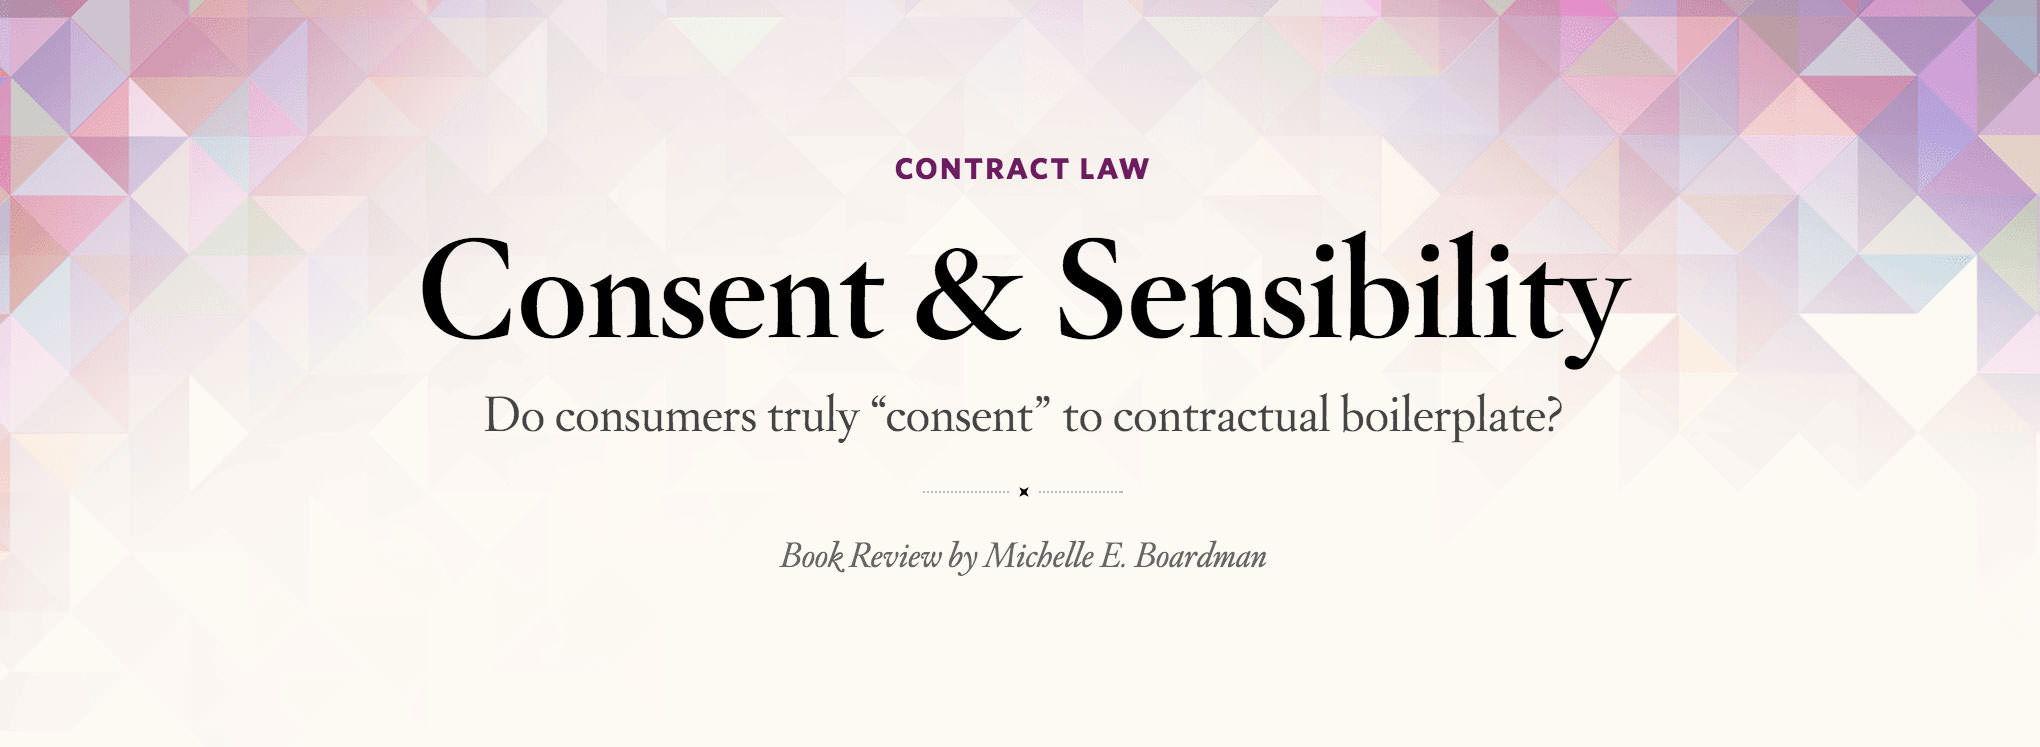 CONTRACT LAW
Consent & Sensibility
Do consumers truly “consent” to contractual boilerplate?
Book Review by Michelle E. Boardman